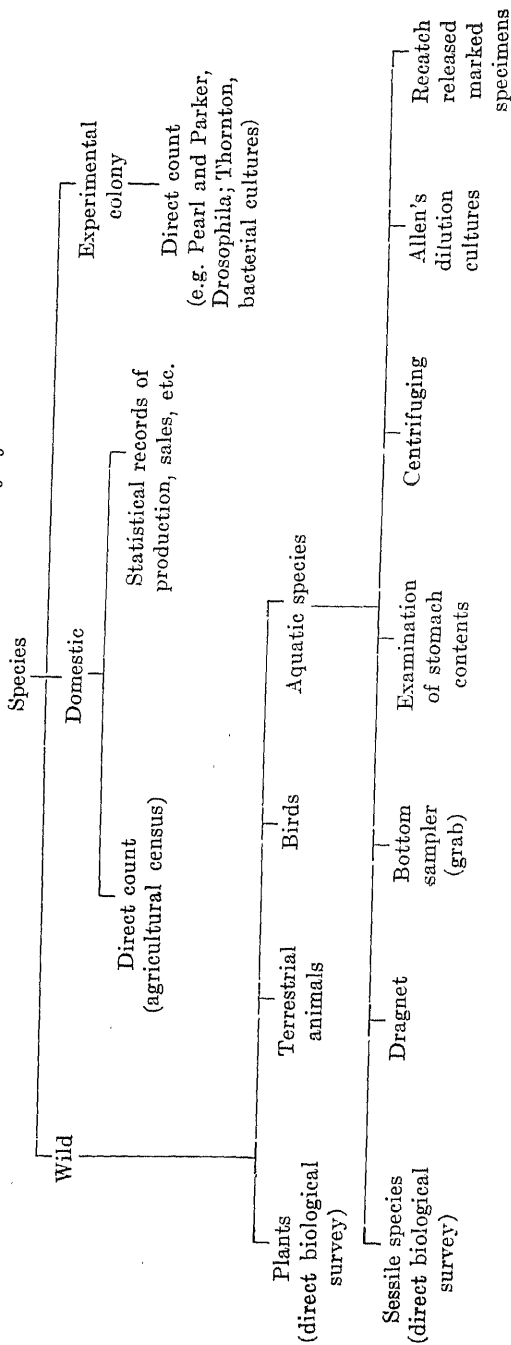 Species
Wild
Domestic
Experimental
colony
Direct count
(agricultural census)
Statistical records of
production, sales, etc.
Direct count
(e.g. Pearl and Parker,
Drosophila; Thornton,
bacterial cultures)
Plants
(direct biological
survey)
Terrestrial
animals
Birds
Aquatic species
Sessile species
(direct biological
survey)
Dragnet
Bottom
sampler
(grab)
Examination
of stomach
contents
Centrifuging
Allen's
dilution
cultures
Recatch
released
marked
specimens